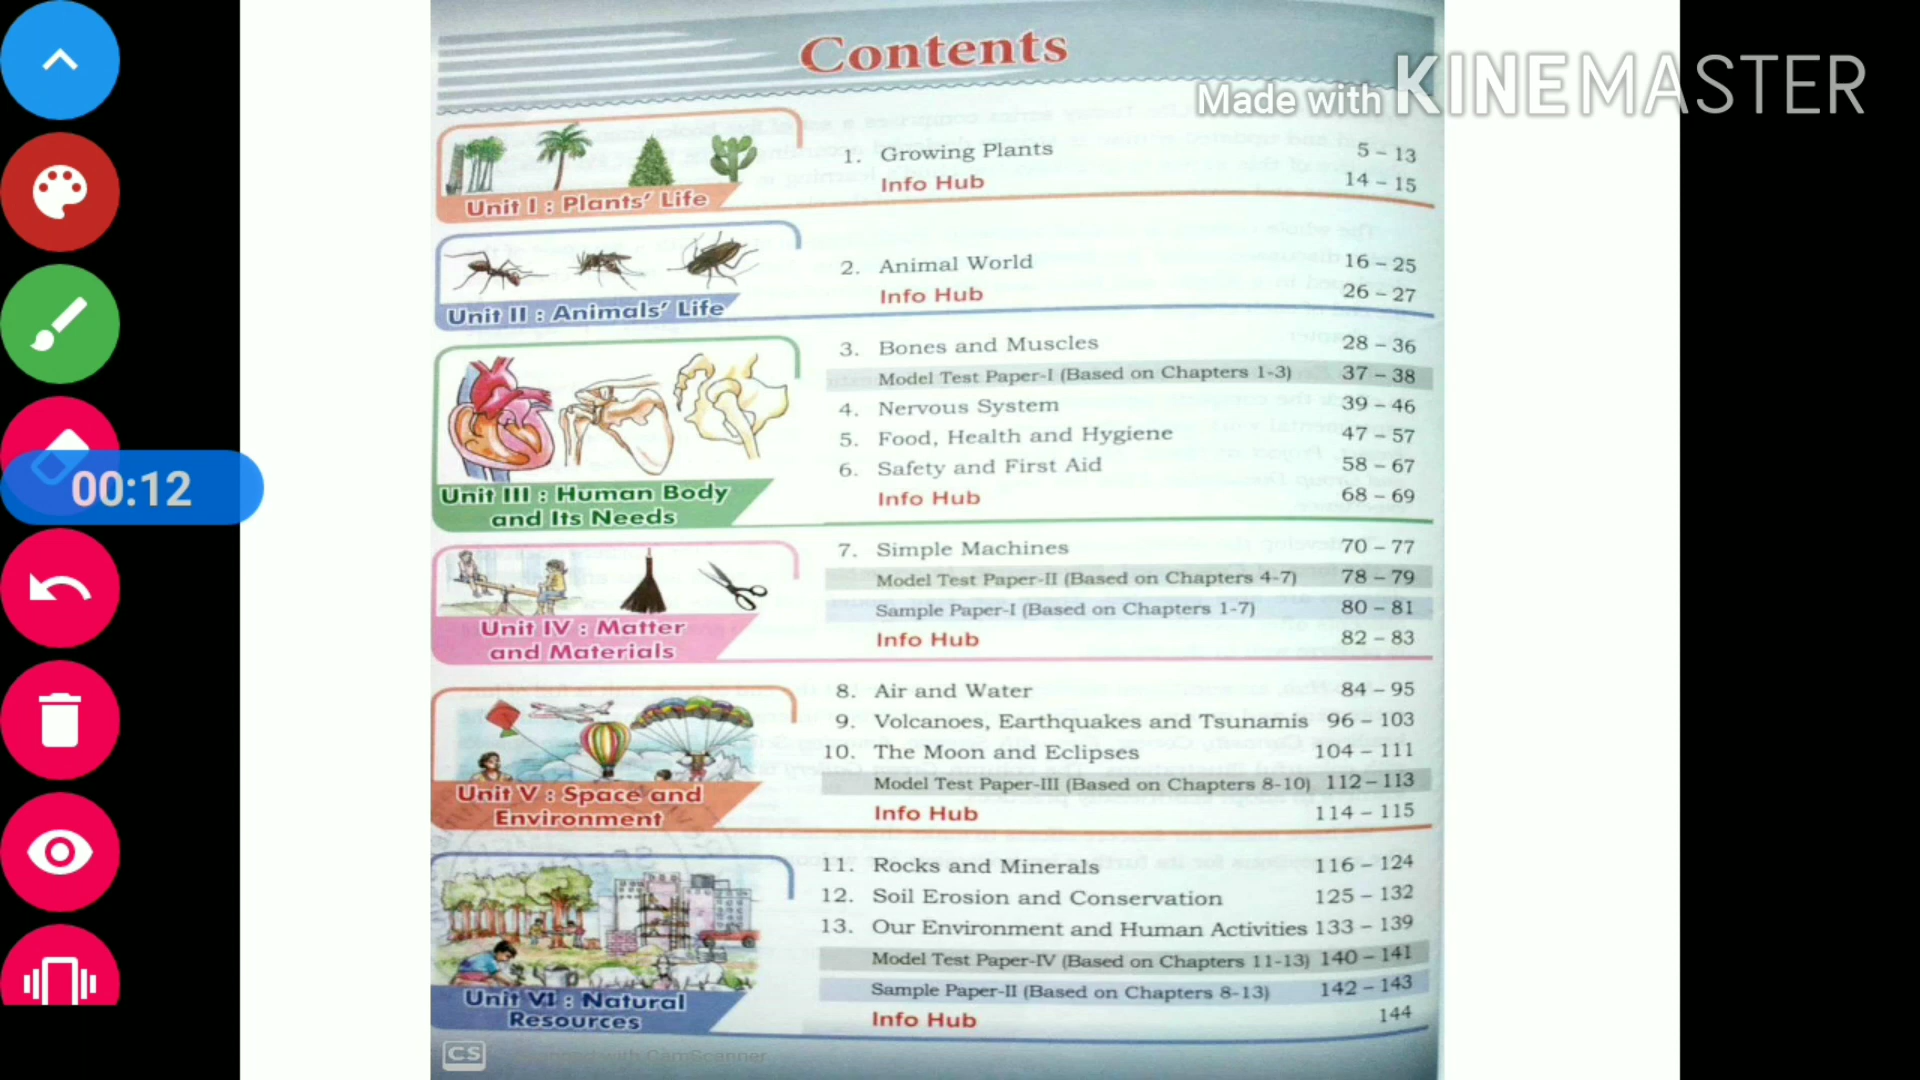 Contents
Made with KINEMASTER
Unit I : Plants' Life
1. Growing Plants 5 – 13
Info Hub 14 – 15
Unit II : Animals' Life
2. Animal World 16 – 25
Info Hub 26 – 27
Unit III : Human Body
and Its Needs
3. Bones and Muscles 28 – 36
Model Test Paper-I (Based on Chapters 1-3) 37 – 38
4. Nervous System 39 – 46
5. Food, Health and Hygiene 47 – 57
6. Safety and First Aid 58 – 67
Info Hub 68 – 69
00:12
Unit IV : Matter
and Materials
7. Simple Machines 70 – 77
Model Test Paper-II (Based on Chapters 4-7) 78 – 79
Sample Paper-I (Based on Chapters 1-7) 80 – 81
Info Hub 82 – 83
Unit V : Space and
Environment
8. Air and Water 84 – 95
9. Volcanoes, Earthquakes and Tsunamis 96 – 103
10. The Moon and Eclipses 104 – 111
Model Test Paper-III (Based on Chapters 8-10) 112 – 113
Info Hub 114 – 115
Unit VI : Natural
Resources
11. Rocks and Minerals 116 – 124
12. Soil Erosion and Conservation 125 – 132
13. Our Environment and Human Activities 133 – 139
Model Test Paper-IV (Based on Chapters 11-13) 140 – 141
Sample Paper-II (Based on Chapters 8-13) 142 – 143
Info Hub 144
CS Scanned with CamScanner